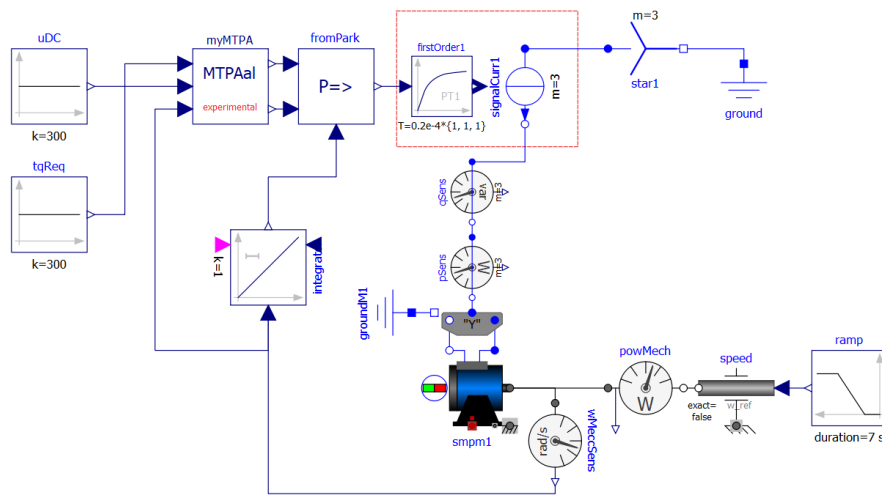 uDC
k=300
tqReq
k=300
myMTPA
MTPAal
experimental
fromPark
P=>
firstOrder1
PT1
T=0.2e-4*{1, 1, 1}
signalCurr1
m=3
m=3
star1
ground
qSens
var
m=3
pSens
W
m=3
k=1
I
integrat
groundM1
"Y"
smpm1
rad/s
wMeccSens
powMech
W
speed
exact=
false
w_ref
ramp
duration=7 s